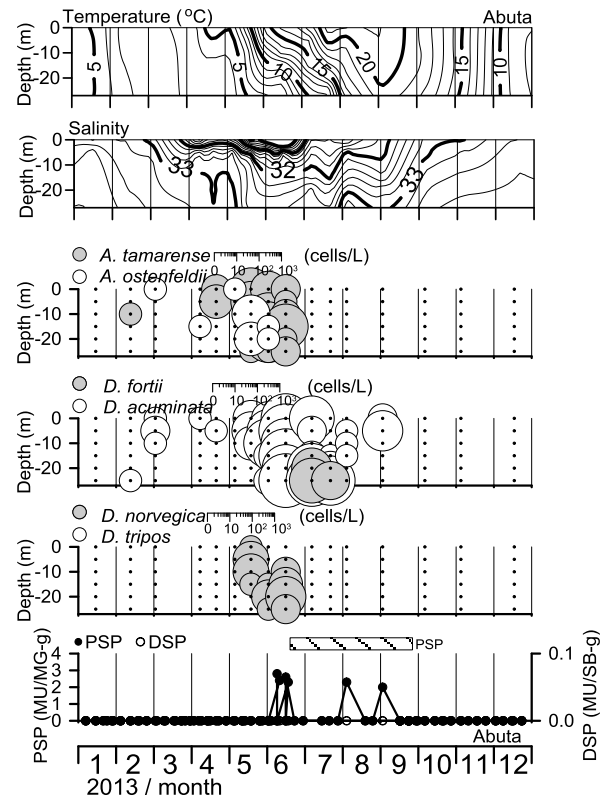 Temperature (°C) Abuta
Depth (m)
0
-10
-20
5 5 10 15 20 15 10
Salinity
Depth (m)
0
-10
-20
33 32 33
A. tamarense 0 10 10² 10³ (cells/L)
A. ostenfeldii
Depth (m)
0
-10
-20
D. fortii 0 10 10² 10³ (cells/L)
D. acuminata
Depth (m)
0
-10
-20
D. norvegica 0 10 10² 10³ (cells/L)
D. tripos
Depth (m)
0
-10
-20
PSP DSP PSP
PSP (MU/MG-g)
4
3
2
1
0
0.1
0.0
DSP (MU/SB-g)
Abuta
1 2 3 4 5 6 7 8 9 10 11 12
2013 / month